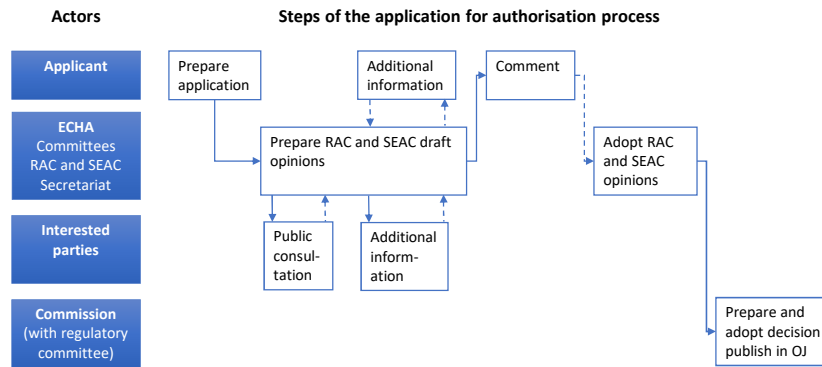 Actors
Steps of the application for authorisation process
Applicant
Prepare
application
Additional
information
Comment
ECHA
Committees
RAC and SEAC
Secretariat
Prepare RAC and SEAC draft
opinions
Adopt RAC
and SEAC
opinions
Interested
parties
Public
consul-
tation
Additional
inform-
ation
Commission
(with regulatory
committee)
Prepare and
adopt decision
publish in OJ